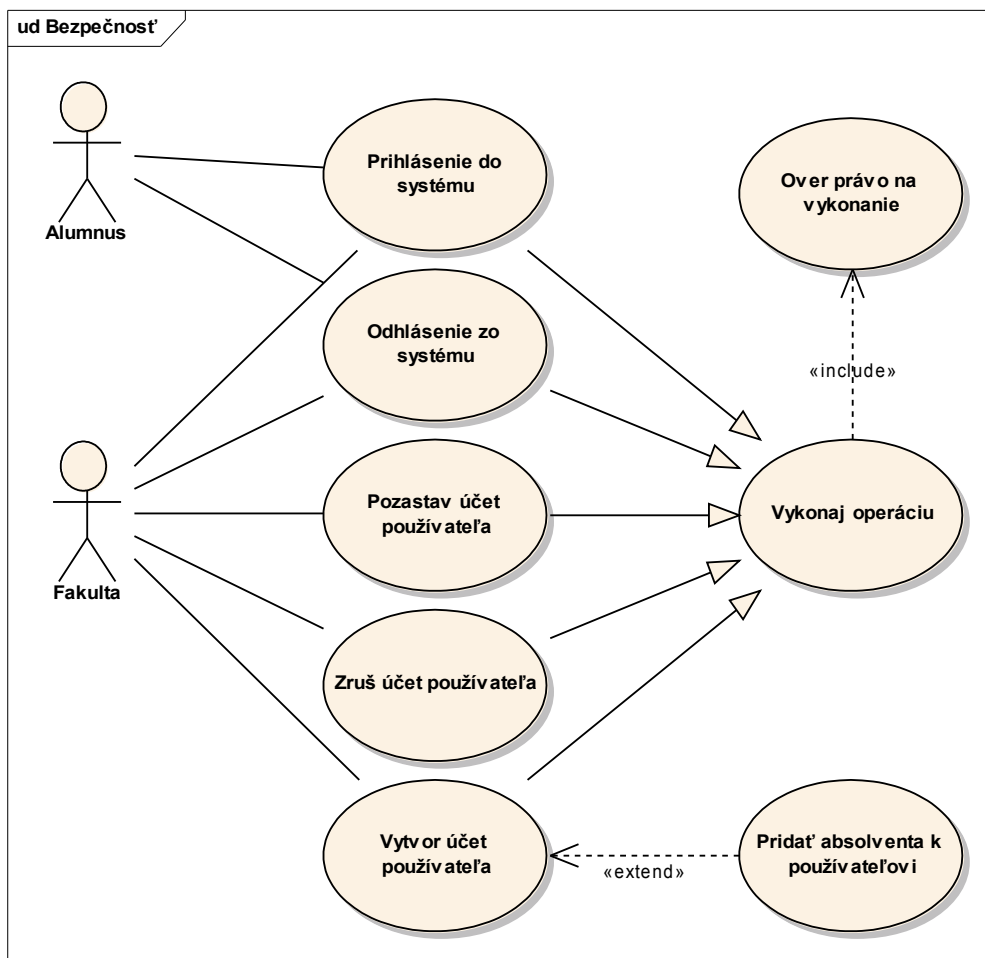 ud Bezpečnosť
Alumnus
Prihlásenie do
systému
Over právo na
vykonanie
Odhlásenie zo
systému
«include»
Fakulta
Pozastav účet
používateľa
Vykonaj operáciu
Zruš účet používateľa
Vytvor účet
používateľa
«extend»
Pridať absolventa k
používateľovi